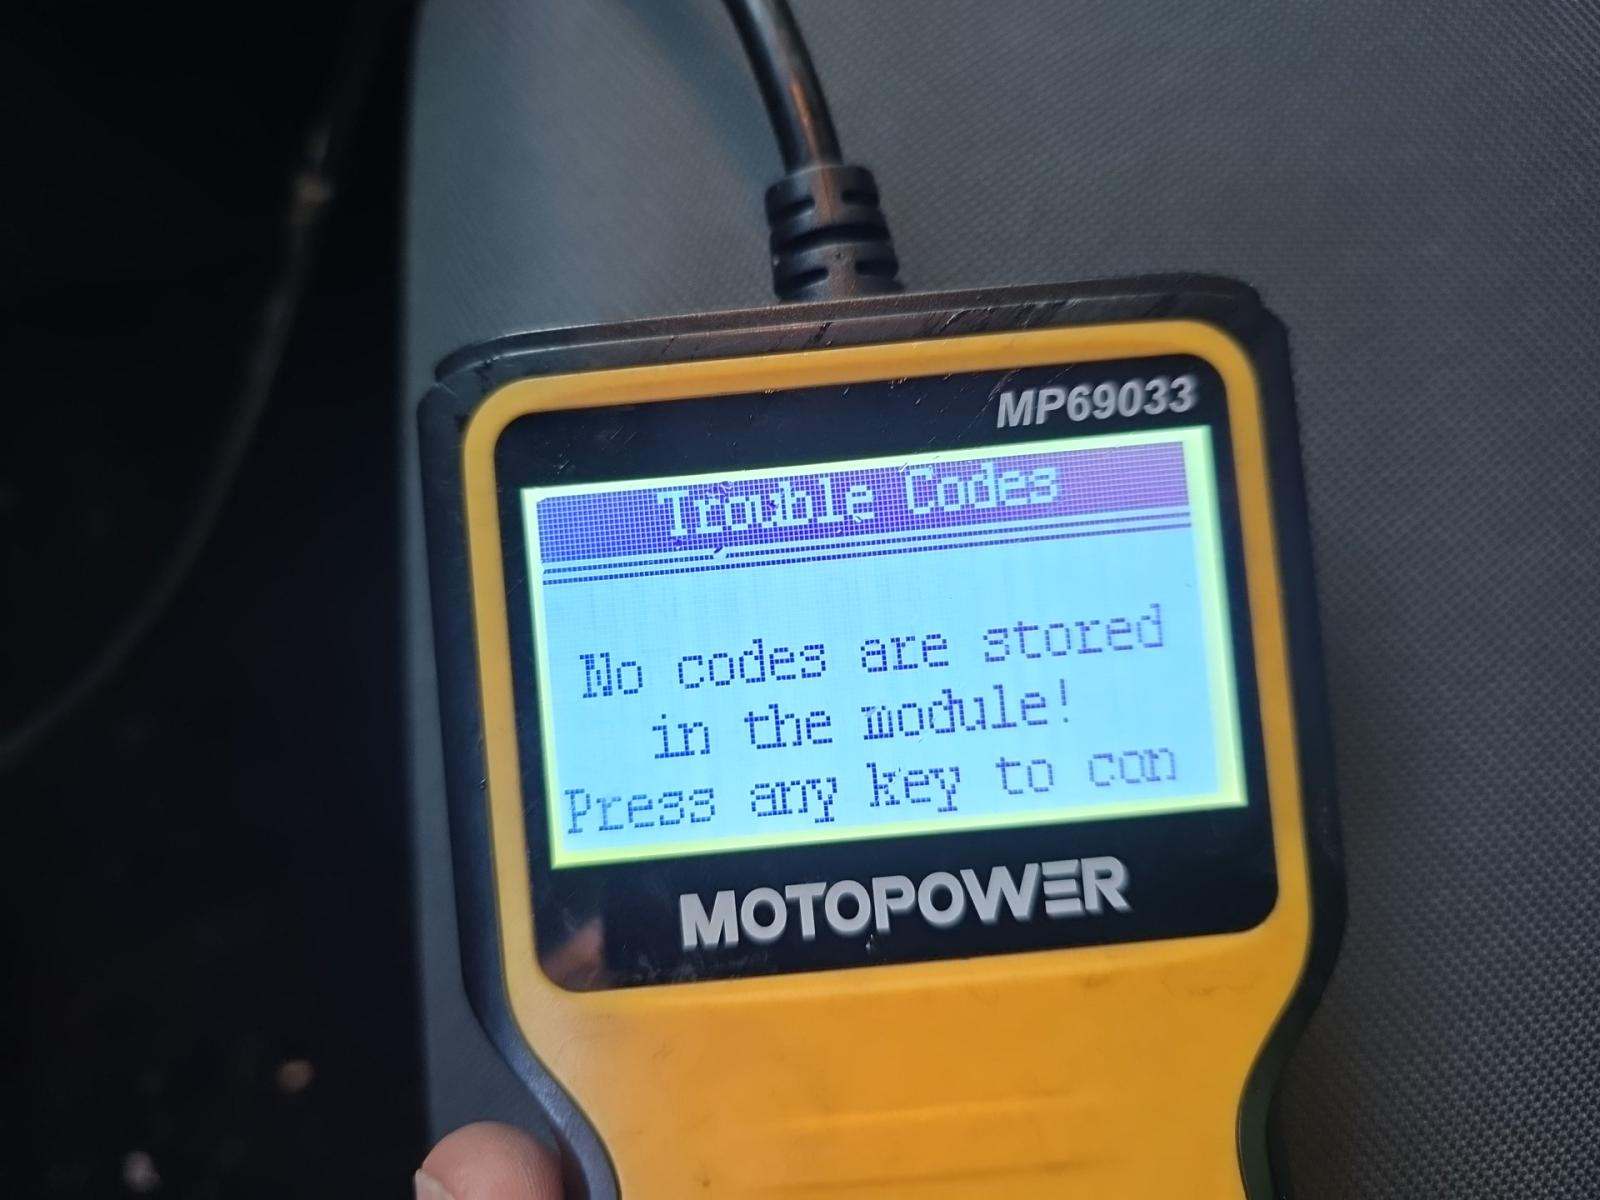 MP69033
Trouble Codes
No codes are stored
in the module!
Press any key to con
MOTOPOWER